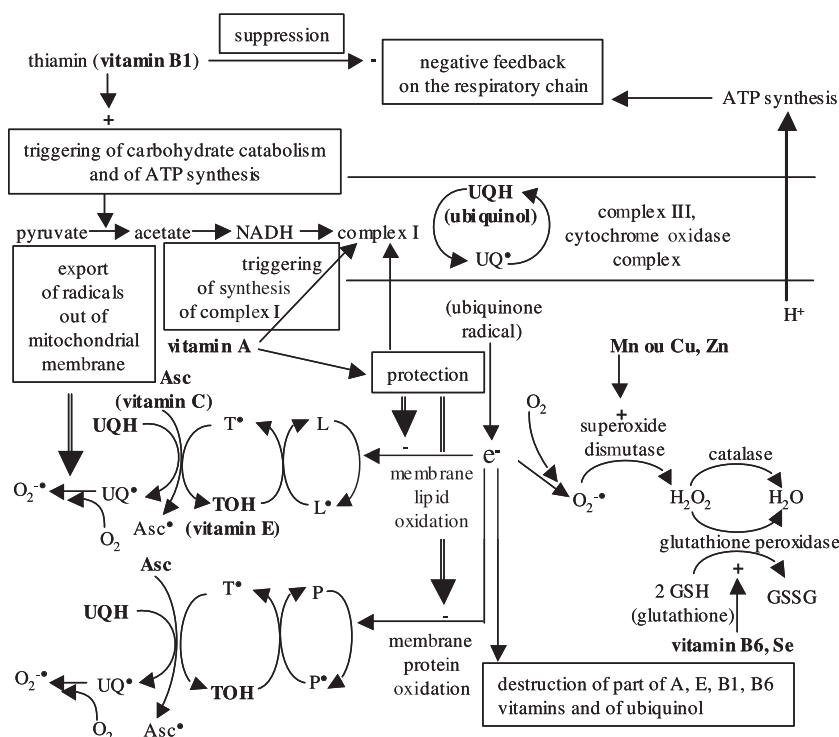 suppression
thiamin (vitamin B1)
-
negative feedback
on the respiratory chain
ATP synthesis
+
triggering of carbohydrate catabolism
and of ATP synthesis
UQH
(ubiquinol)
UQ•
complex III,
cytochrome oxidase
complex
pyruvate
acetate
NADH
complex I
export
of radicals
out of
mitochondrial
membrane
triggering
of synthesis
of complex I
(ubiquinone
radical)
H+
vitamin A
protection
Mn ou Cu, Zn
+
superoxide
dismutase
O2
Asc
(vitamin C)
UQH
T•
L
-
e-
catalase
membrane
lipid
oxidation
O2-•
UQ•
TOH
L•
O2-•
H2O2
H2O
O2
Asc•
(vitamin E)
glutathione peroxidase
+
2 GSH
(glutathione)
GSSG
vitamin B6, Se
Asc
UQH
T•
P
-
membrane
protein
oxidation
O2-•
UQ•
TOH
P•
O2
Asc•
destruction of part of A, E, B1, B6
vitamins and of ubiquinol